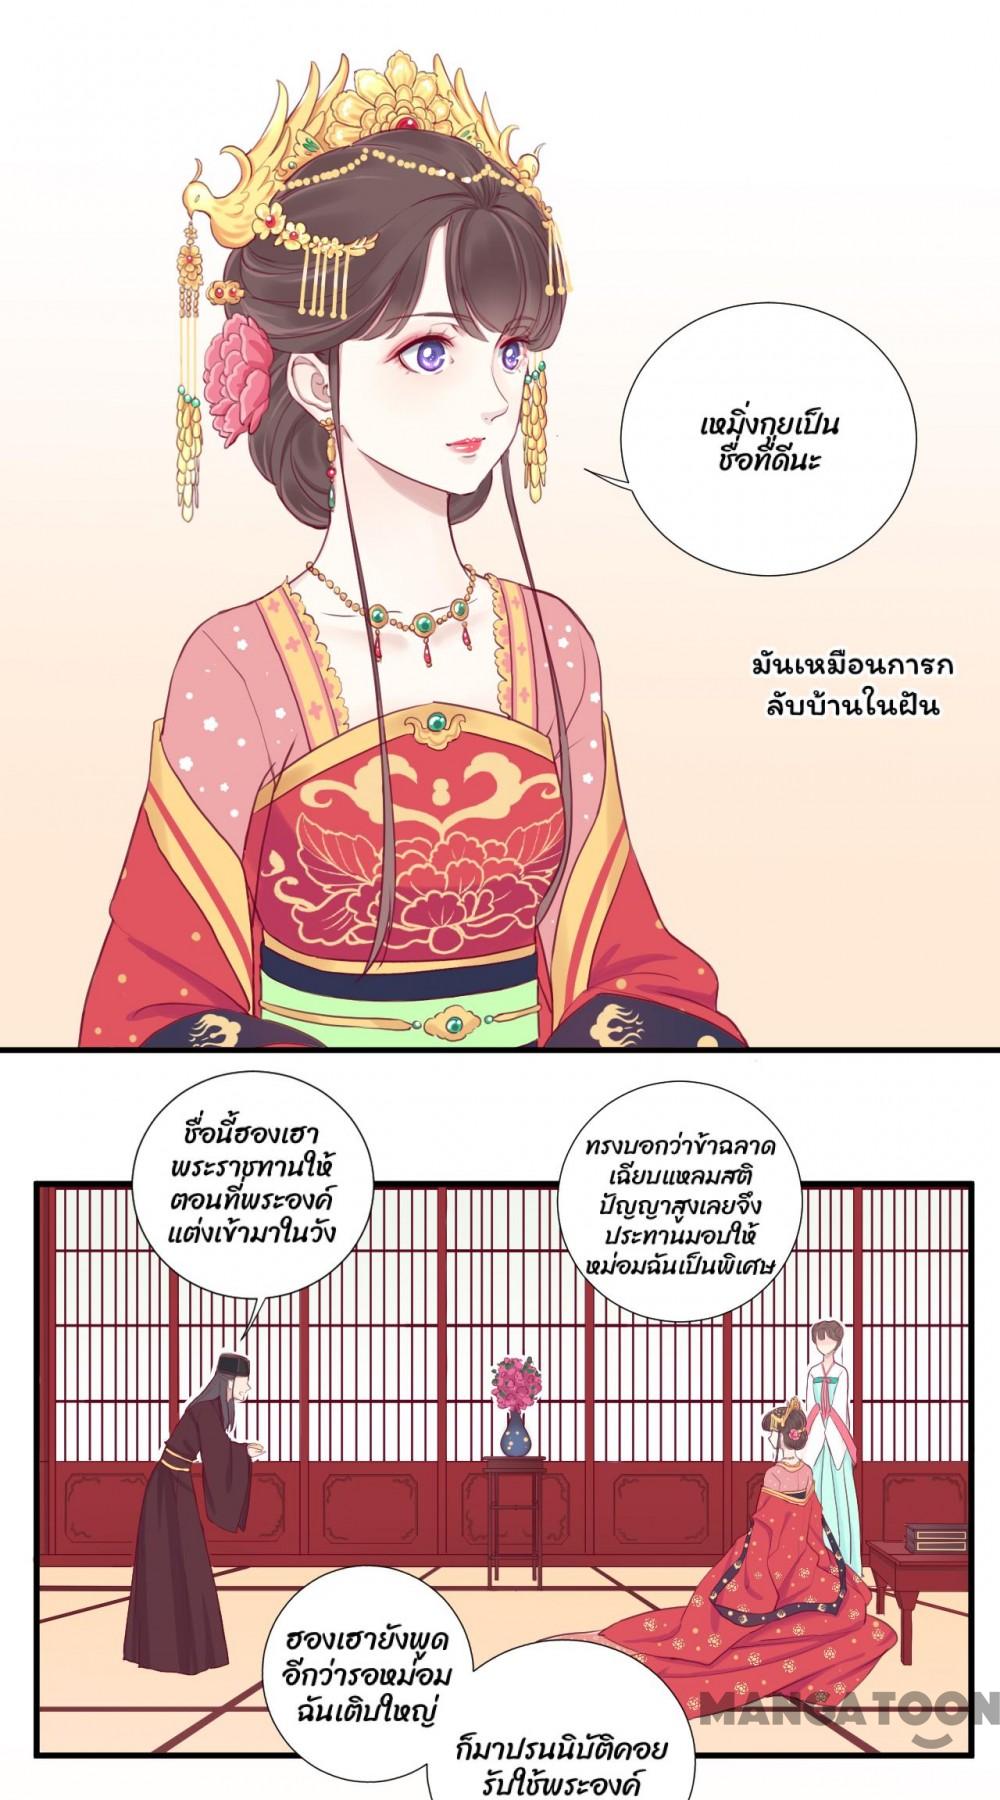 เหมิ่งกุยเป็น
ชื่อที่ดีนะ
มันเหมือนการก
ลับบ้านในฝัน
ชื่อนี้ฮองเฮา
พระราชทานให้
ตอนที่พระองค์
แต่งเข้ามาในวัง
ทรงบอกว่าข้าฉลาด
เฉียบแหลมสติ
ปัญญาสูงเลยจึง
ประทานมอบให้
หม่อมฉันเป็นพิเศษ
ฮองเฮายังพูด
อีกว่ารอหม่อม
ฉันเติบใหญ่
ก็มาปรนนิบัติคอย
รับใช้พระองค์
MANGATOON